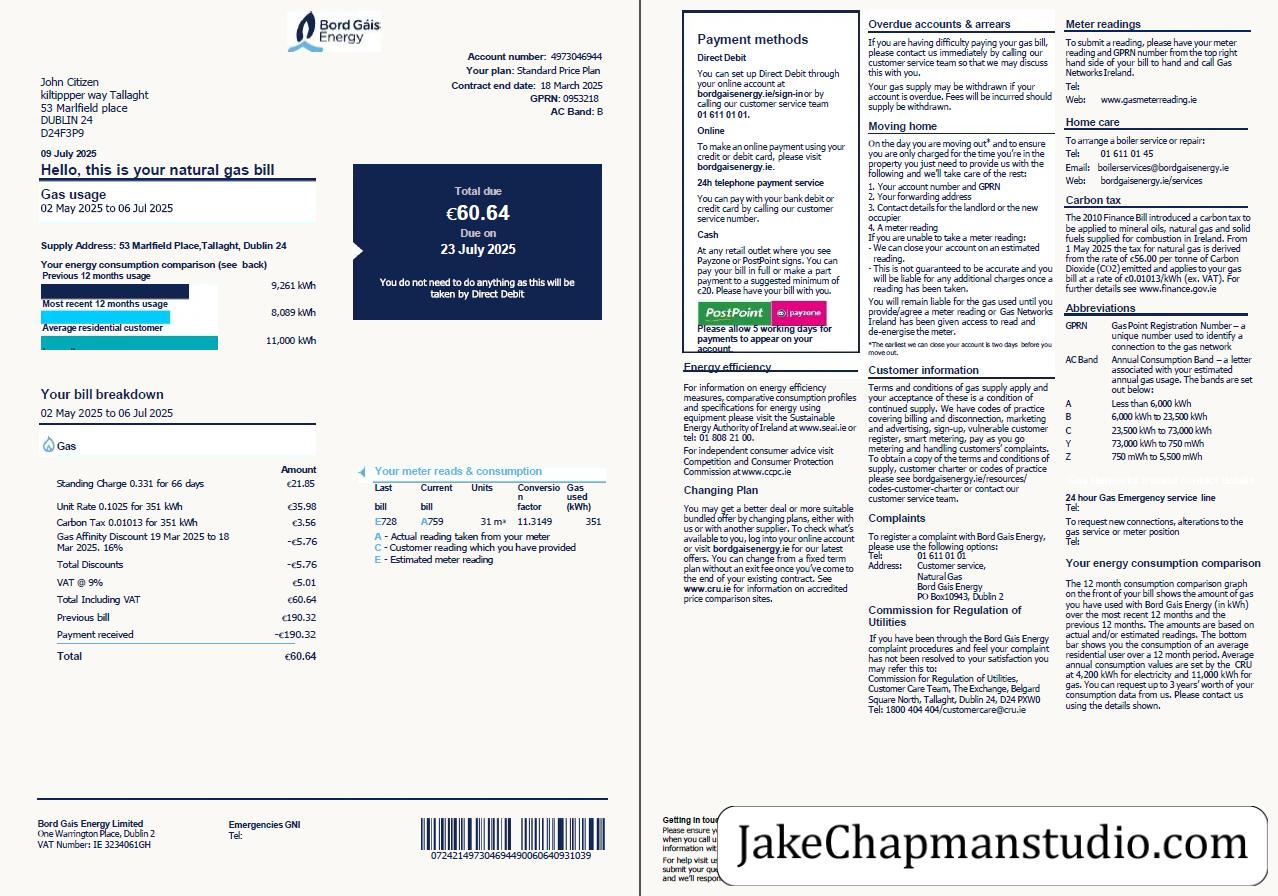 Bord Gáis
Energy
John Citizen
kiltippper way Tallaght
53 Marlfield place
DUBLIN 24
D24F3P9
Account number: 4973046944
Your plan: Standard Price Plan
Contract end date: 18 March 2025
GPRN: 0953218
AC Band: B
09 July 2025
Hello, this is your natural gas bill
Gas usage
02 May 2025 to 06 Jul 2025
Total due
€60.64
Due on
23 July 2025
You do not need to do anything as this will be
taken by Direct Debit
Supply Address: 53 Marlfield Place,Tallaght, Dublin 24
Your energy consumption comparison (see back)
Previous 12 months usage
9,261 kWh
Most recent 12 months usage
8,089 kWh
Average residential customer
11,000 kWh
Your bill breakdown
02 May 2025 to 06 Jul 2025
Gas
Amount
Standing Charge 0.331 for 66 days €21.85
Unit Rate 0.1025 for 351 kWh €35.98
Carbon Tax 0.01013 for 351 kWh €3.56
Gas Affinity Discount 19 Mar 2025 to 18
Mar 2025. 16% -€5.76
Total Discounts -€5.76
VAT @ 9% €5.01
Total Including VAT €60.64
Previous bill €190.32
Payment received -€190.32
Total €60.64
Your meter reads & consumption
Last Current Units Conversio Gas
n used
bill bill factor (kWh)
E728 A759 31 m³ 11.3149 351
A - Actual reading taken from your meter
C - Customer reading which you have provided
E - Estimated meter reading
Bord Gáis Energy Limited
One Warrington Place, Dublin 2
VAT Number: IE 3234061GH
Emergencies GNI
Tel:
07242149730469449006064093​1039
Payment methods
Direct Debit
You can set up Direct Debit through
your online account at
bordgaisenergy.ie/sign-in or by
calling our customer service team
01 611 01 01.
Online
To make an online payment using your
credit or debit card, please visit
bordgaisenergy.ie.
24h telephone payment service
You can pay with your bank debit or
credit card by calling our customer
service number.
Cash
At any retail outlet where you see
Payzone or PostPoint signs. You can
pay your bill in full or make a part
payment to a suggested minimum of
€20. Please have your bill with you.
PostPoint payzone
Please allow 5 working days for
payments to appear on your
account.
Energy efficiency
For information on energy efficiency
measures, comparative consumption profiles
and specifications for energy using
equipment please visit the Sustainable
Energy Authority of Ireland at www.seai.ie or
tel: 01 808 21 00.
For independent consumer advice visit
Competition and Consumer Protection
Commission at www.ccpc.ie
Changing Plan
You may get a better deal or more suitable
bundled offer by changing plans, either with
us or with another supplier. To check what's
available to you, log into your online account
or visit bordgaisenergy.ie for our latest
offers. You can change from a fixed term
plan without an exit fee once you've come to
the end of your existing contract. See
www.cru.ie for information on accredited
price comparison sites.
Overdue accounts & arrears
If you are having difficulty paying your gas bill,
please contact us immediately by calling our
customer service team so that we may discuss
this with you.
Your gas supply may be withdrawn if your
account is overdue. Fees will be incurred should
supply be withdrawn.
Moving home
On the day you are moving out* and to ensure
you are only charged for the time you're in the
property you just need to provide us with the
following and we'll take care of the rest:
1. Your account number and GPRN
2. Your forwarding address
3. Contact details for the landlord or the new
occupier
4. A meter reading
If you are unable to take a meter reading:
- We can close your account on an estimated
reading.
- This is not guaranteed to be accurate and you
will be liable for any additional charges once a
reading has been taken.
You will remain liable for the gas used until you
provide/agree a meter reading or Gas Networks
Ireland has been given access to read and
de-energise the meter.
*The earliest we can close your account is two days before you
move out.
Customer information
Terms and conditions of gas supply apply and
your acceptance of these is a condition of
continued supply. We have codes of practice
covering billing and disconnection, marketing
and advertising, sign-up, vulnerable customer
register, smart metering, pay as you go
metering and handling customers' complaints.
To obtain a copy of the terms and conditions of
supply, customer charter or codes of practice
please see bordgaisenergy.ie/resources/
codes-customer-charter or contact our
customer service team.
Complaints
To register a complaint with Bord Gáis Energy,
please use the following options:
Tel: 01 611 01 01
Address: Customer service,
Natural Gas
Bord Gáis Energy
PO Box10943, Dublin 2
Commission for Regulation of
Utilities
If you have been through the Bord Gáis Energy
complaint procedures and feel your complaint
has not been resolved to your satisfaction you
may refer this to:
Commission for Regulation of Utilities,
Customer Care Team, The Exchange, Belgard
Square North, Tallaght, Dublin 24, D24 PXW0
Tel: 1800 404 404/customercare@cru.ie
Meter readings
To submit a reading, please have your meter
reading and GPRN number from the top right
hand side of your bill to hand and call Gas
Networks Ireland.
Tel:
Web: www.gasmeterreading.ie
Home care
To arrange a boiler service or repair:
Tel: 01 611 01 45
Email: boilerservices@bordgaisenergy.ie
Web: bordgaisenergy.ie/services
Carbon tax
The 2010 Finance Bill introduced a carbon tax to
be applied to mineral oils, natural gas and solid
fuels supplied for combustion in Ireland. From
1 May 2025 the tax for natural gas is derived
from the rate of €56.00 per tonne of Carbon
Dioxide (CO2) emitted and applies to your gas
bill at a rate of €0.01013/kWh (ex. VAT). For
further details see www.finance.gov.ie
Abbreviations
GPRN Gas Point Registration Number – a
unique number used to identify a
connection to the gas network
AC Band Annual Consumption Band – a letter
associated with your estimated
annual gas usage. The bands are set
out below:
A Less than 6,000 kWh
B 6,000 kWh to 23,500 kWh
C 23,500 kWh to 73,000 kWh
Y 73,000 kWh to 750 mWh
Z 750 mWh to 5,500 mWh
24 hour Gas Emergency service line
Tel:
To request new connections, alterations to the
gas service or meter position
Tel:
Your energy consumption comparison
The 12 month consumption comparison graph
on the front of your bill shows the amount of gas
you have used with Bord Gáis Energy (in kWh)
over the most recent 12 months and the
previous 12 months. The amounts are based on
actual and/or estimated readings. The bottom
bar shows you the consumption of an average
residential user over a 12 month period. Average
annual consumption values are set by the CRU
at 4,200 kWh for electricity and 11,000 kWh for
gas. You can request up to 3 years' worth of your
consumption data from us. Please contact us
using the details shown.
Getting in touc
Please ensure y
when you call u
information wit
For help visit us
submit your que
and we'll respon
JakeChapmanstudio.com